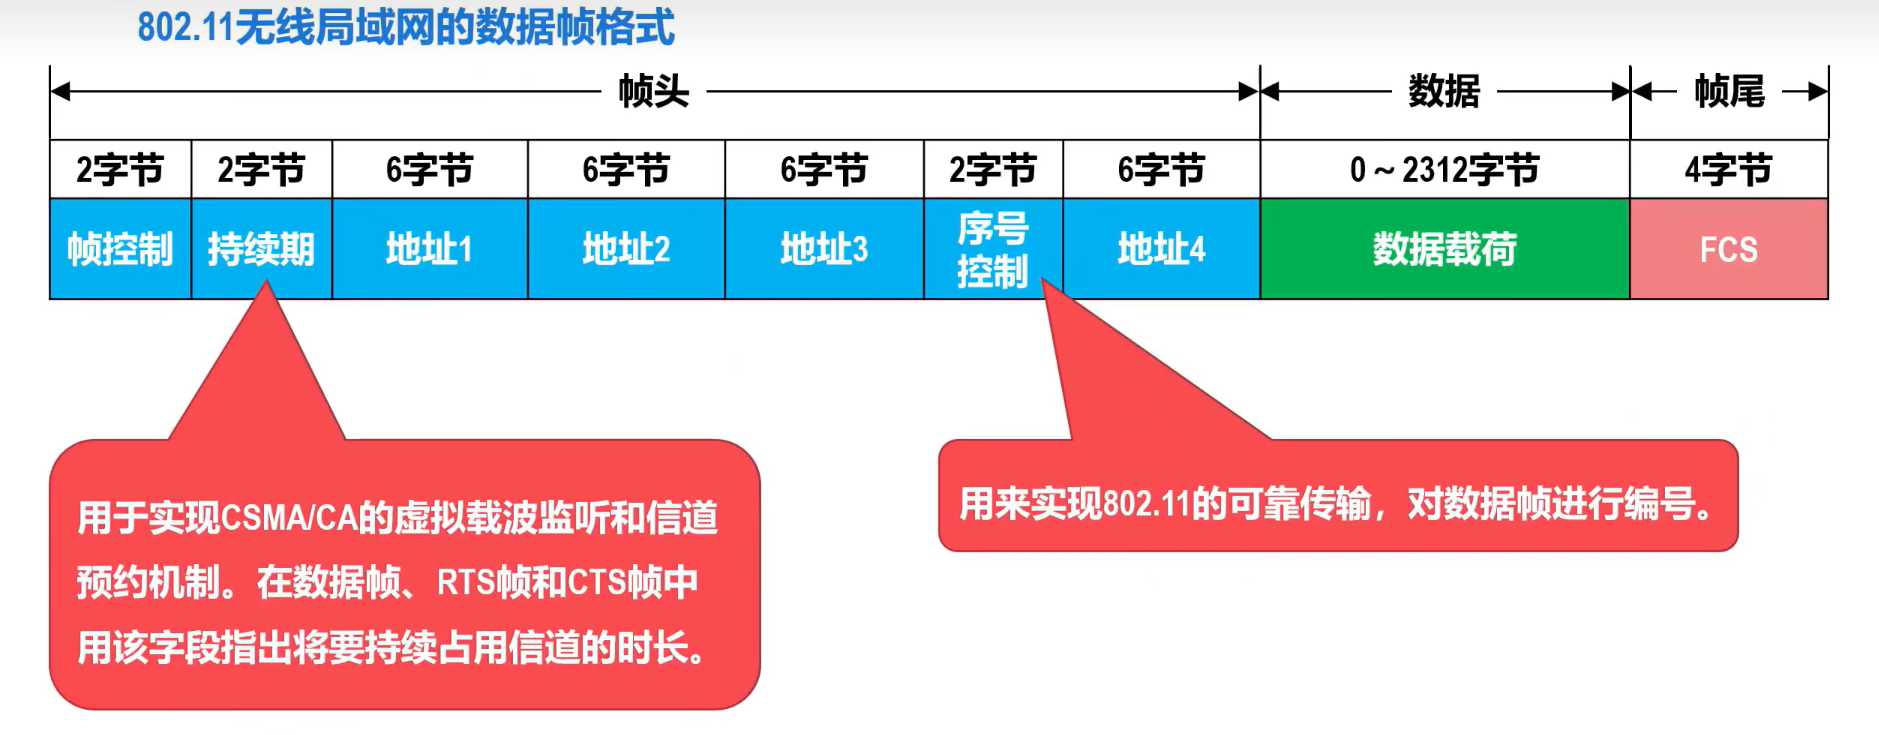 802.11无线局域网的数据帧格式
帧头
数据
帧尾
2字节
2字节
6字节
6字节
6字节
2字节
6字节
0～2312字节
4字节
帧控制
持续期
地址1
地址2
地址3
序号
控制
地址4
数据载荷
FCS
用于实现CSMA/CA的虚拟载波监听和信道
预约机制。在数据帧、RTS帧和CTS帧中
用该字段指出将要持续占用信道的时长。
用来实现802.11的可靠传输，对数据帧进行编号。